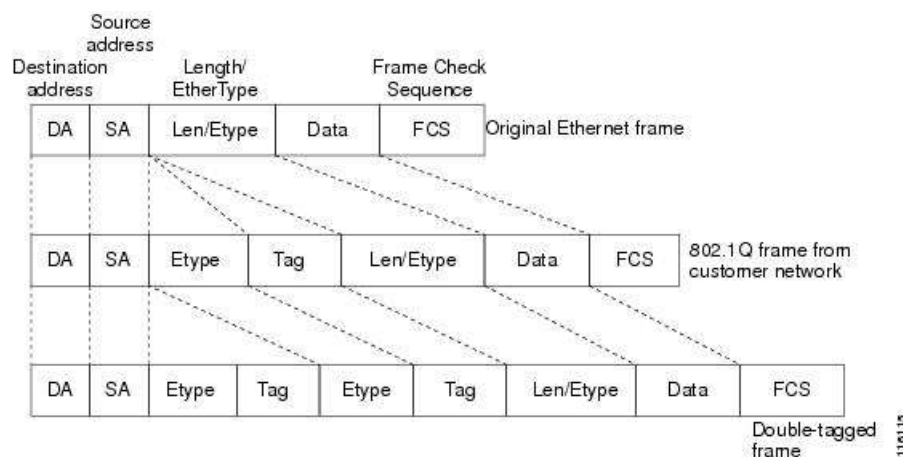 Source
address
Destination
address
Length/
EtherType
Frame Check
Sequence
DA SA Len/Etype Data FCS Original Ethernet frame
DA SA Etype Tag Len/Etype Data FCS 802.1Q frame from
customer network
DA SA Etype Tag Etype Tag Len/Etype Data FCS
Double-tagged
frame